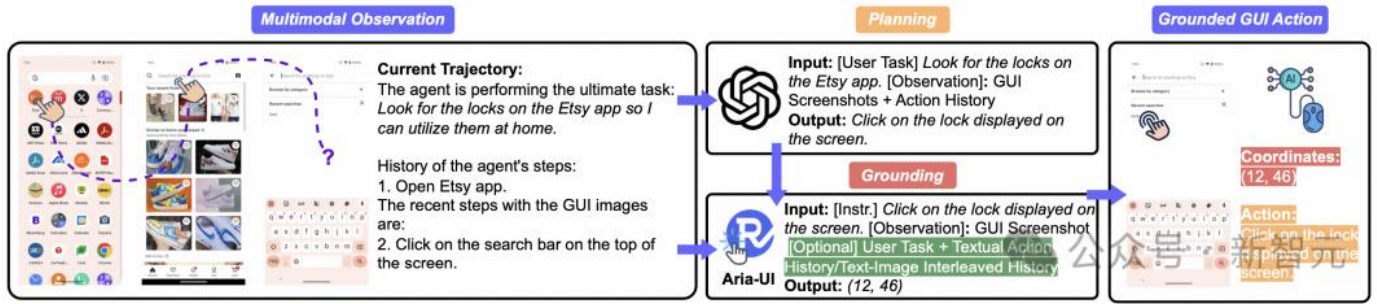 Multimodal Observation
Planning
Grounded GUI Action
Current Trajectory:
The agent is performing the ultimate task:
Look for the locks on the Etsy app so I
can utilize them at home.
History of the agent's steps:
1. Open Etsy app.
The recent steps with the GUI images
are:
2. Click on the search bar on the top of
the screen.
?
Input: [User Task] Look for the locks on
the Etsy app. [Observation]: GUI
Screenshots + Action History
Output: Click on the lock displayed on
the screen.
Grounding
Aria-UI
Input: [Instr.] Click on the lock displayed on
the screen. [Observation]: GUI Screenshot
[Optional] User Task + Textual Action
History/Text-Image Interleaved History
Output: (12, 46)
AI
Coordinates:
(12, 46)
Action:
Click on the lock
displayed on the
screen.
公众号 新智元